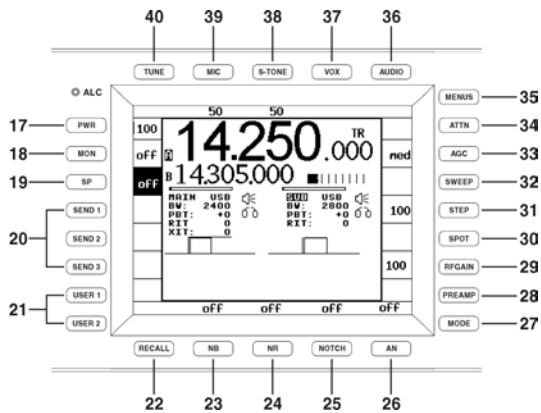 40 39 38 37 36
TUNE MIC S-TONE VOX AUDIO
ALC
MENUS 35
50 50
17 PWR 100 A 14.250.000 TR ATTN 34
18 MON off B 14.305.000 med AGC 33
19 SP off SWEEP 32
MAIN USB SUB USB
BW: 2400 BW: 2800
PBT: +0 PBT: +0
RIT 0 RIT 0
XIT: 0
20 SEND 1 100 STEP 31
SEND 2 SPOT 30
SEND 3 100 RFGAIN 29
21 USER 1 PREAMP 28
off off off off
USER 2 MODE 27
RECALL NB NR NOTCH AN
22 23 24 25 26